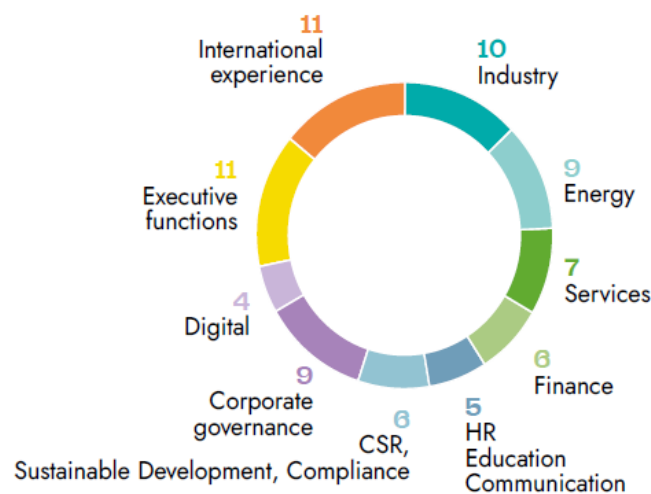 11
International
experience
10
Industry
9
Energy
7
Services
6
Finance
5
HR
Education
Communication
6
CSR,
Sustainable Development, Compliance
9
Corporate
governance
4
Digital
11
Executive
functions